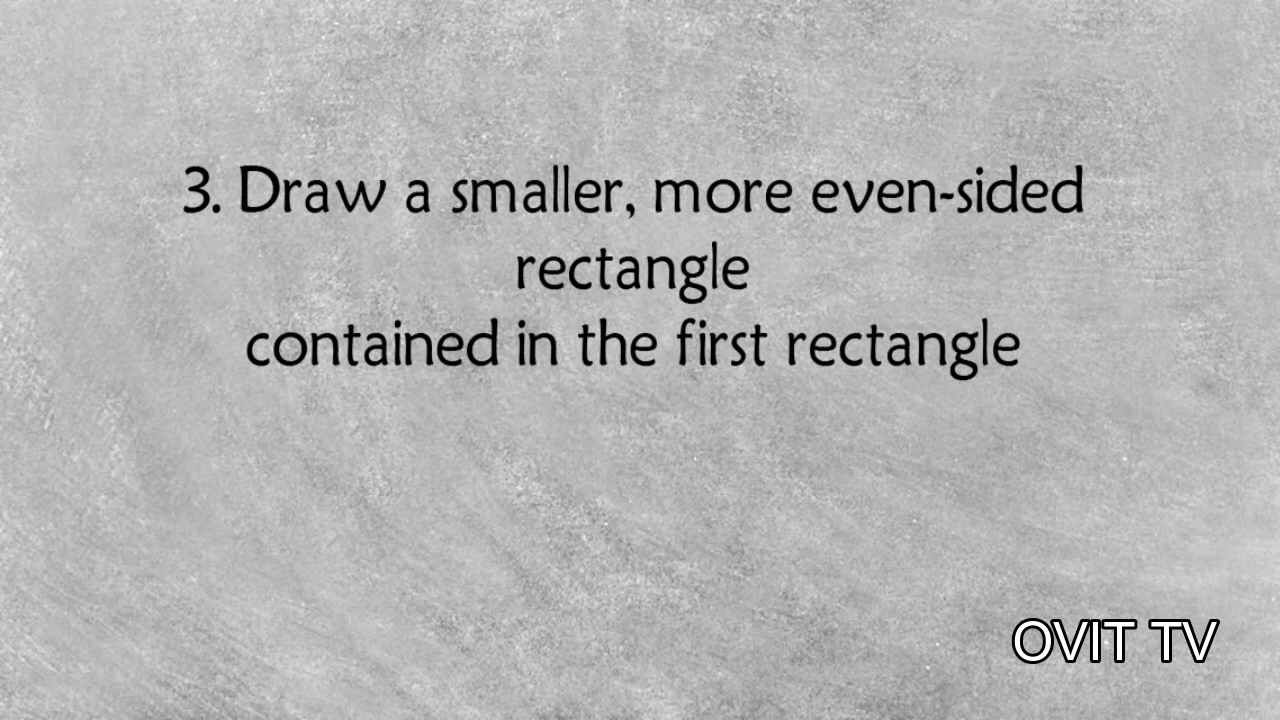 3. Draw a smaller, more even-sided
rectangle
contained in the first rectangle
OVIT TV